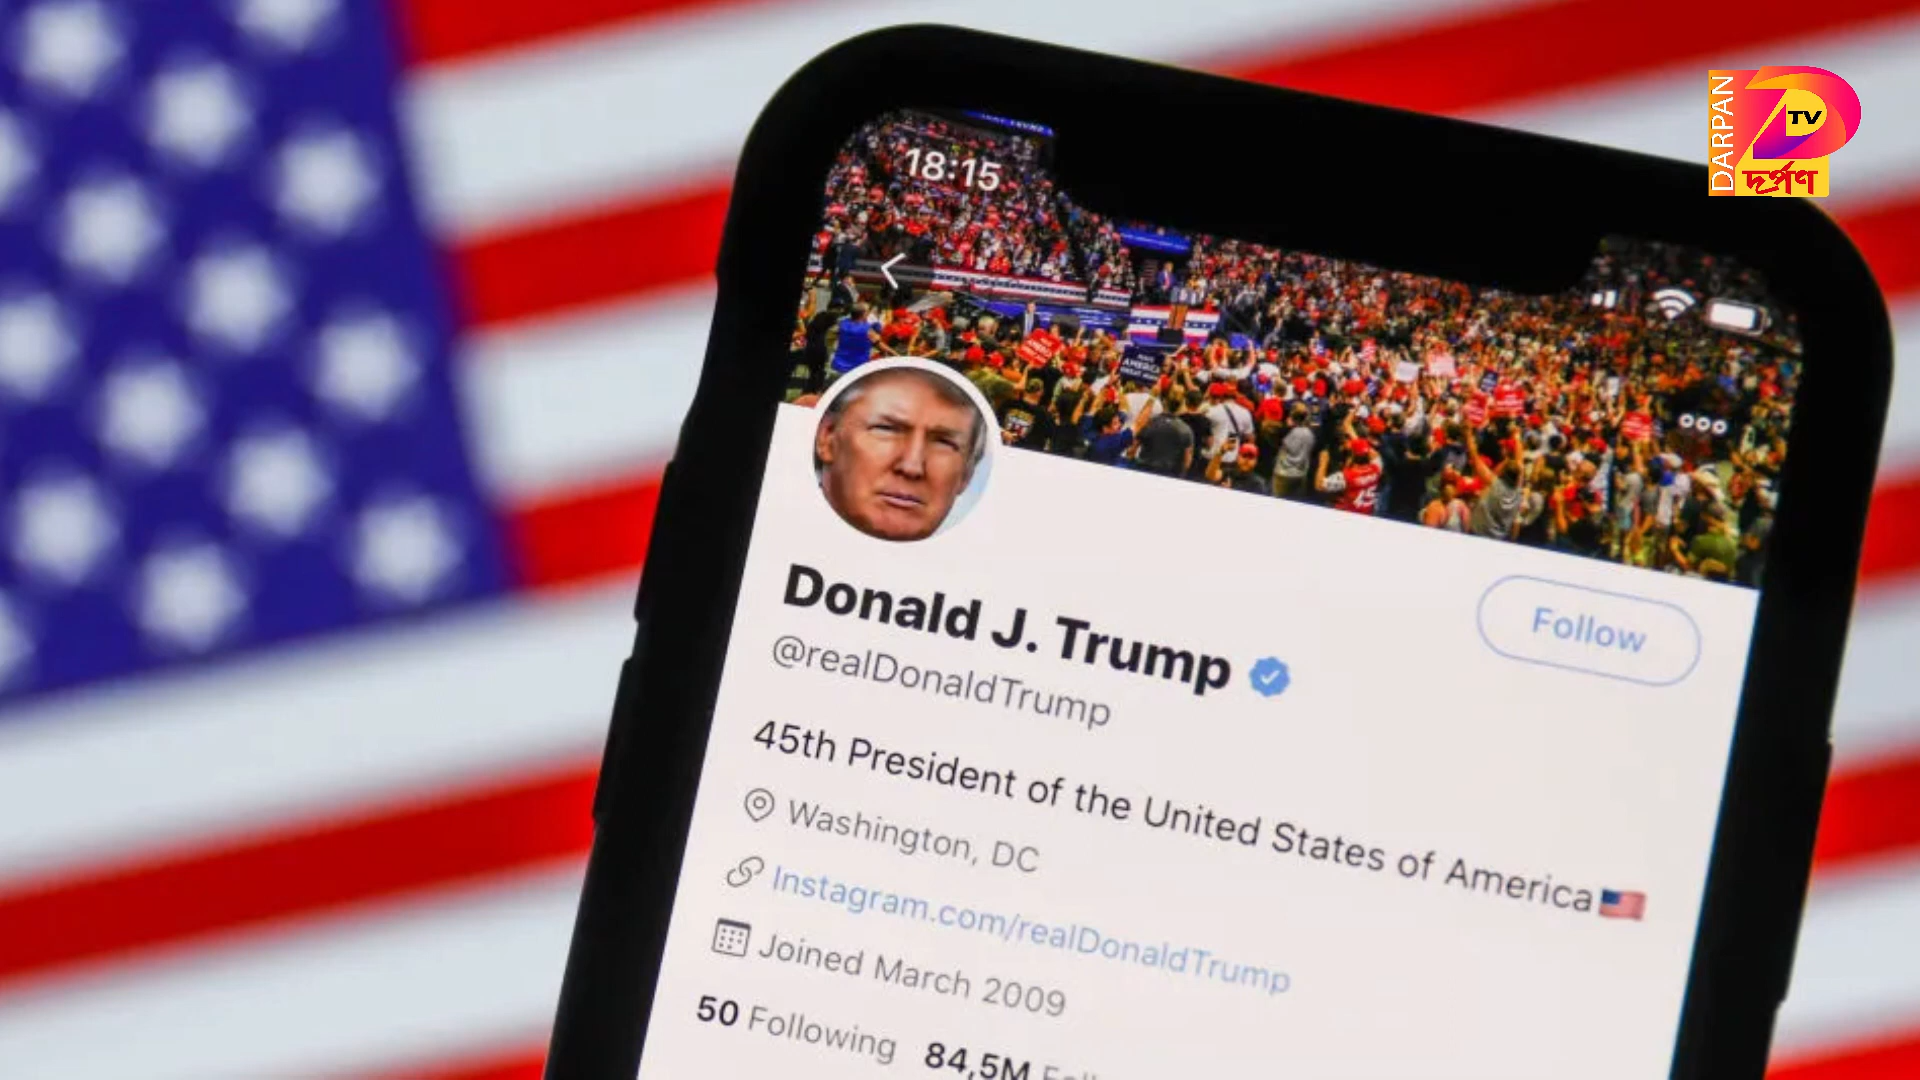 DARPAN
TV
দর্পণ
18:15
Donald J. Trump
@realDonaldTrump
Follow
45th President of the United States of America
Washington, DC
Instagram.com/realDonaldTrump
Joined March 2009
50 Following 84,5M